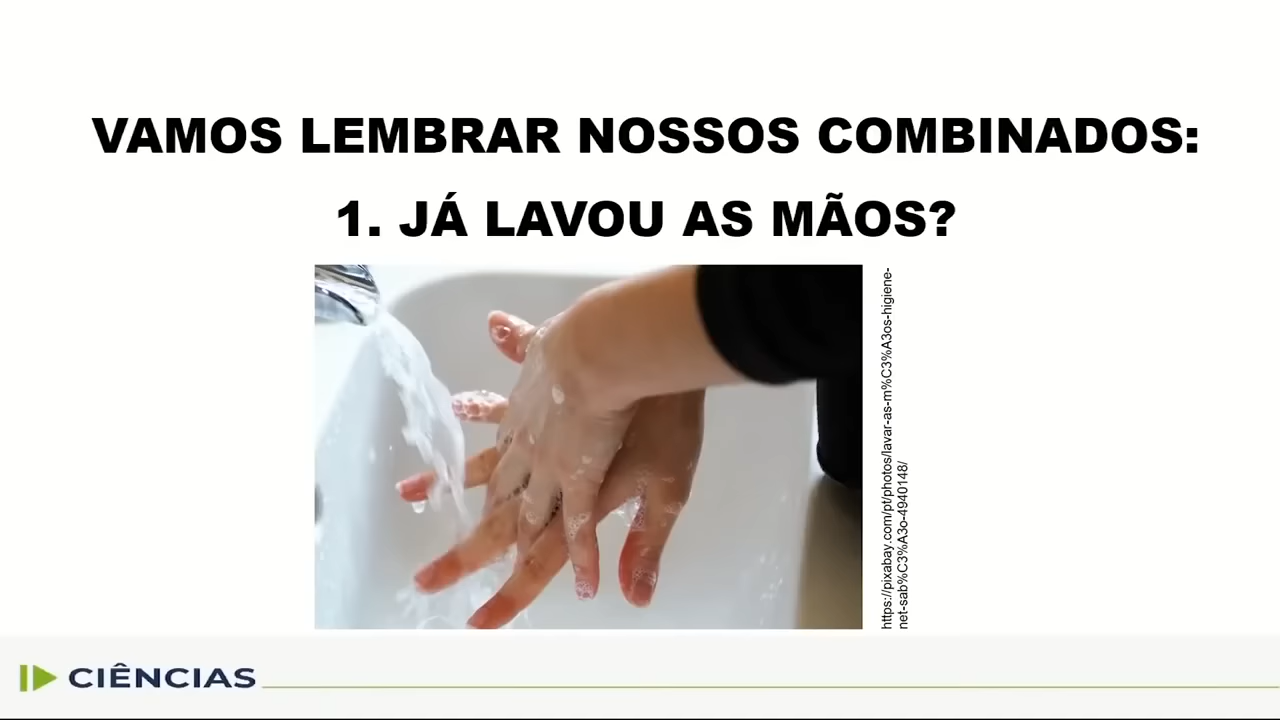 VAMOS LEMBRAR NOSSOS COMBINADOS:
1. JÁ LAVOU AS MÃOS?
https://pixabay.com/pt/photos/lavar-as-m%C3%A3os-higiene-
net-sab%C3%A3o-4940148/
CIÊNCIAS